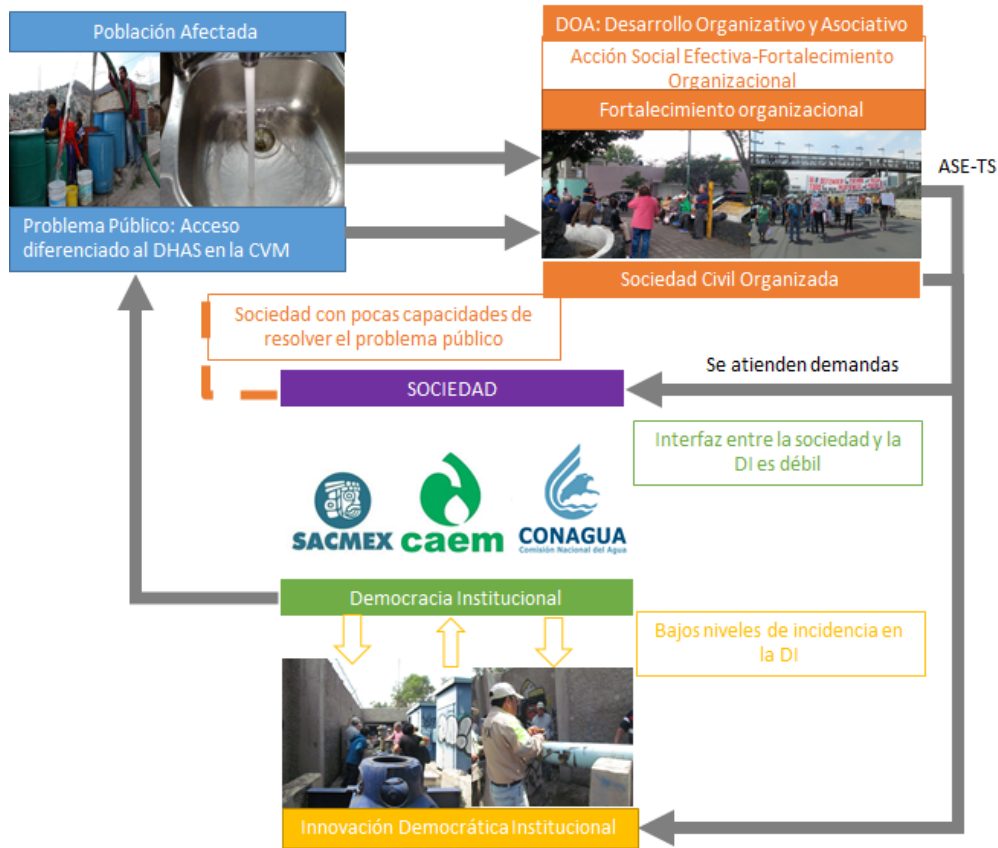 Población Afectada
Problema Público: Acceso
diferenciado al DHAS en la CVM
DOA: Desarrollo Organizativo y Asociativo
Acción Social Efectiva-Fortalecimiento
Organizacional
Fortalecimiento organizacional
Sociedad Civil Organizada
ASE-TS
Sociedad con pocas capacidades de
resolver el problema público
Se atienden demandas
SOCIEDAD
Interfaz entre la sociedad y la
DI es débil
SACMEX
caem
CONAGUA
Comisión Nacional del Agua
Democracia Institucional
Bajos niveles de incidencia en
la DI
Innovación Democrática Institucional